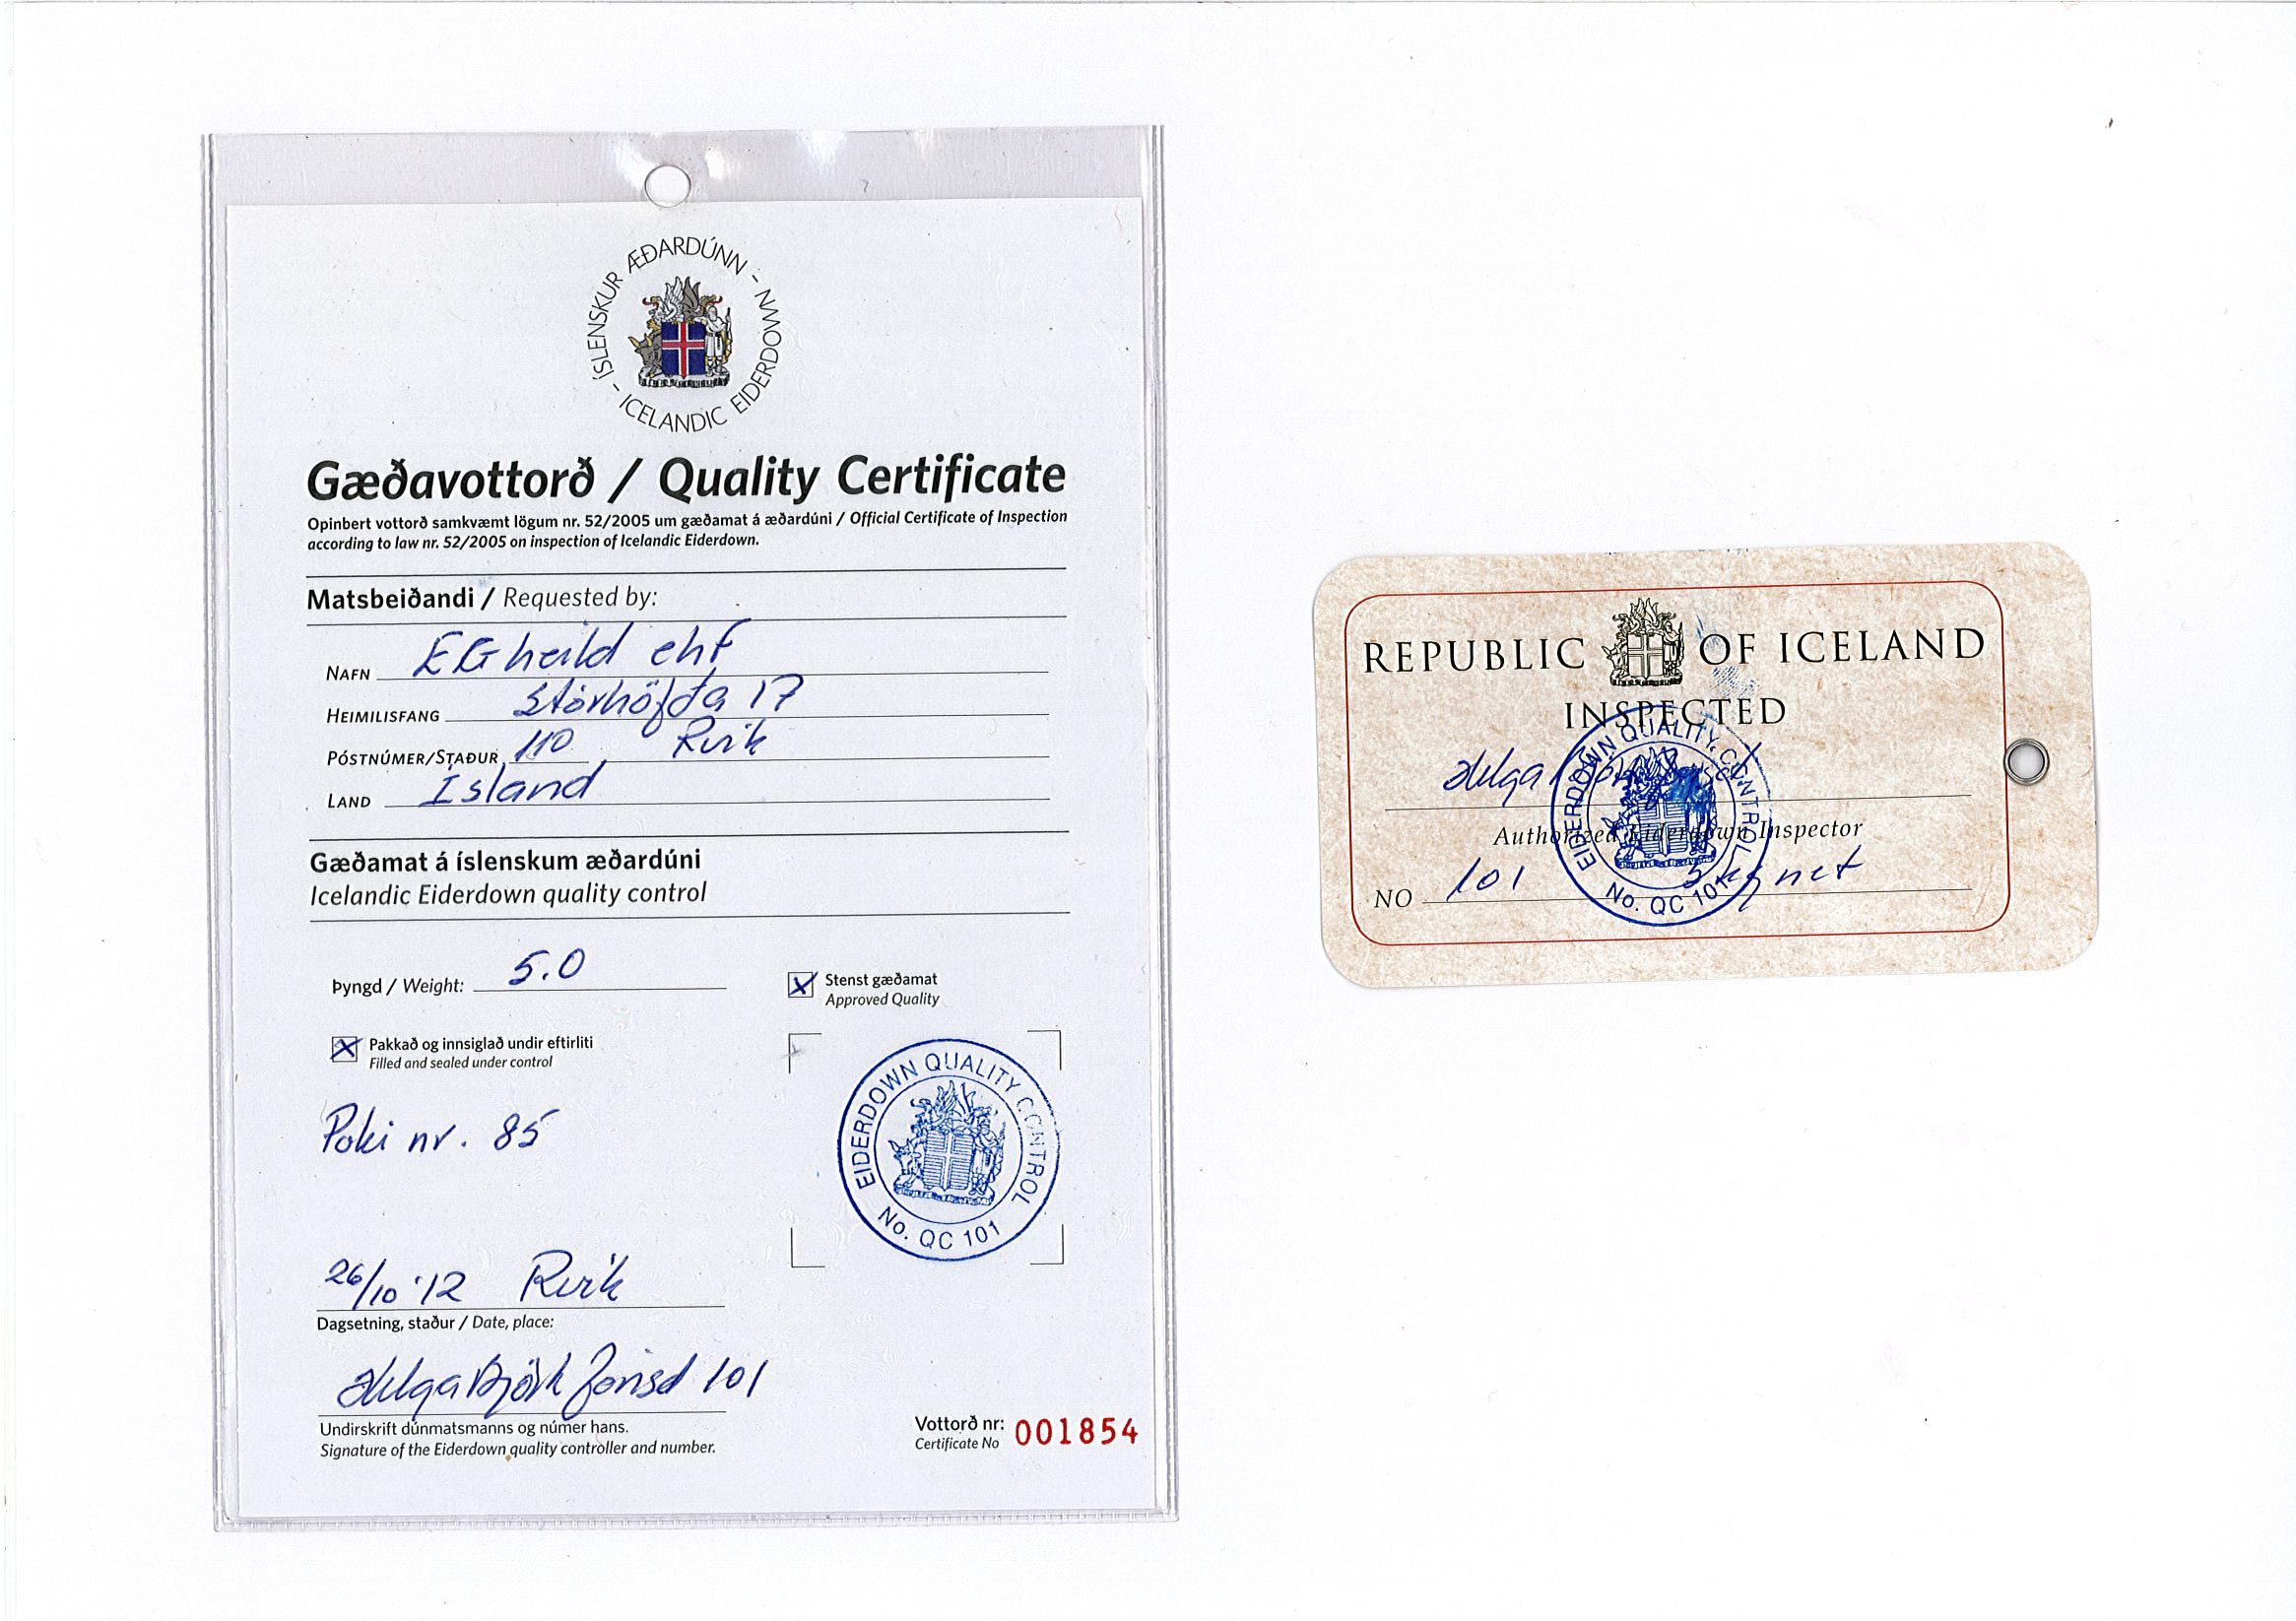 ÍSLENSKUR ÆÐARDÚNN - ICELANDIC EIDERDOWN -
Gæðavottorð / Quality Certificate
Opinbert vottorð samkvæmt lögum nr. 52/2005 um gæðamat á æðardúni / Official Certificate of Inspection
according to law nr. 52/2005 on inspection of Icelandic Eiderdown.
Matsbeiðandi / Requested by:
NAFN EG heild ehf
HEIMILISFANG Stórhöfða 17
PÓSTNÚMER/STAÐUR 110 Rvík
LAND Ísland
Gæðamat á íslenskum æðardúni
Icelandic Eiderdown quality control
Þyngd / Weight: 5.0
Stenst gæðamat
Approved Quality
Pakkað og innsiglað undir eftirliti
Filled and sealed under control
Poki nr. 85
EIDERDOWN QUALITY CONTROL
No. QC 101
26/10 '12 Rvík
Dagsetning, staður / Date, place:
Helga Björk Jónsd 101
Undirskrift dúnmatsmanns og númer hans.
Signature of the Eiderdown quality controller and number.
Vottorð nr: 001854
Certificate No
REPUBLIC OF ICELAND
INSPECTED
Helga
Authorized Eiderdown Inspector
NO 101
EIDERDOWN QUALITY CONTROL
No. QC 101